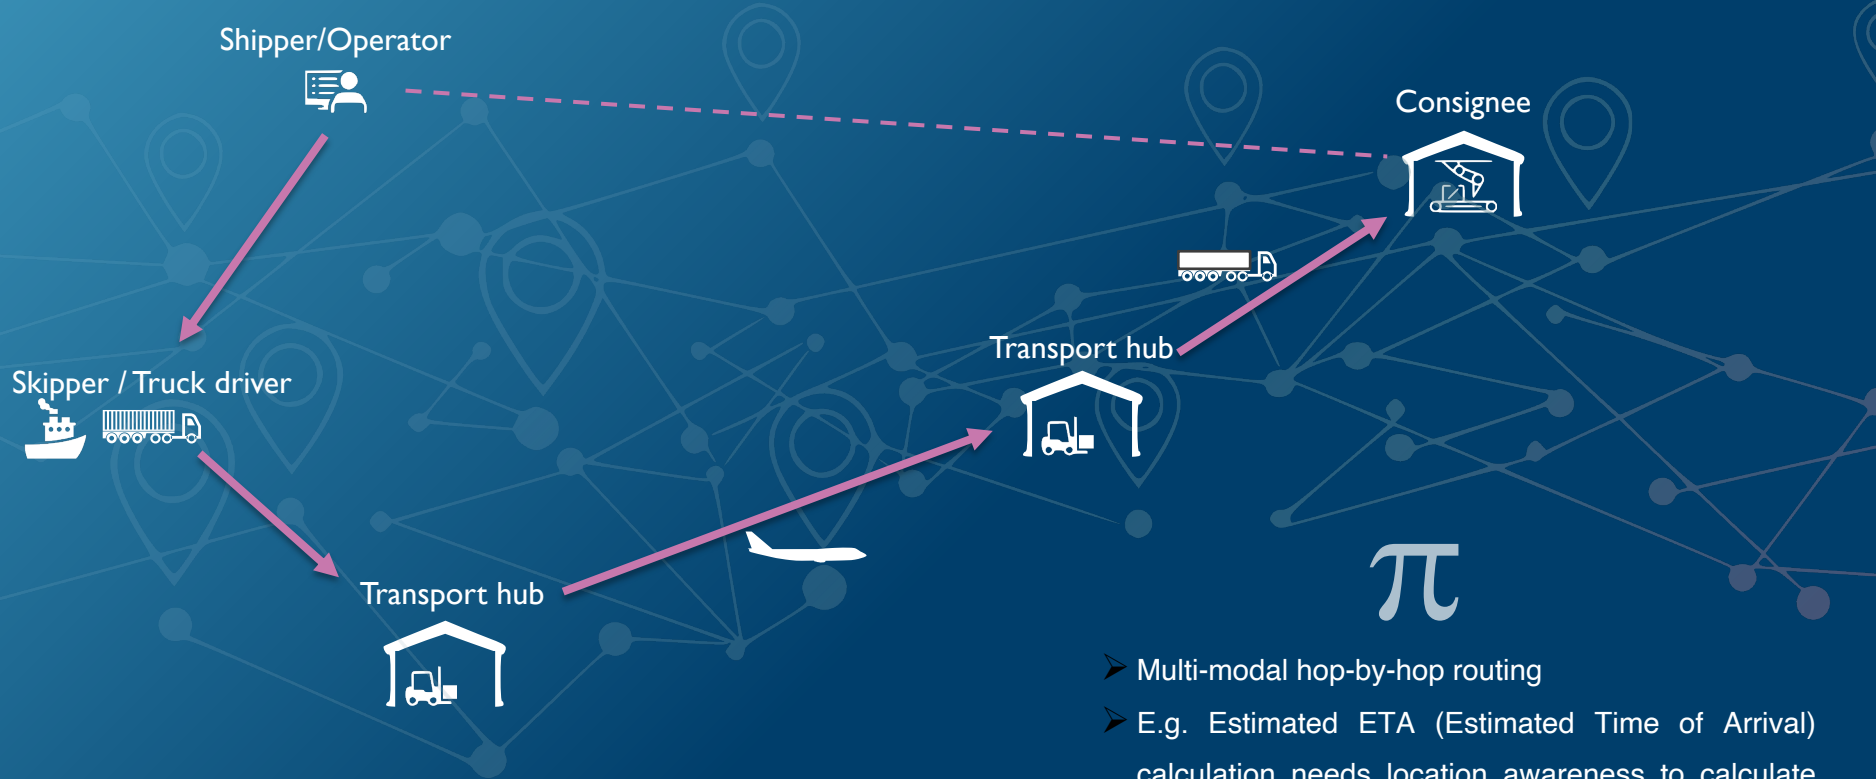 Shipper/Operator
Consignee
Transport hub
Skipper / Truck driver
Transport hub
π
➤ Multi-modal hop-by-hop routing
➤ E.g. Estimated ETA (Estimated Time of Arrival)
calculation needs location awareness to calculate